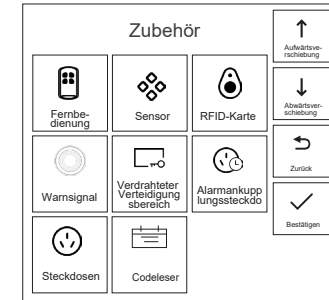 Zubehör
Aufwärtsve-
rschiebung
Fernbe-
dienung
Sensor
RFID-Karte
Abwärtsver-
schiebung
Zurück
Warnsignal
Verdrahteter
Verteidigung
sbereich
Alarmankupp
lungssteckdo
Bestätigen
Steckdosen
Codeleser